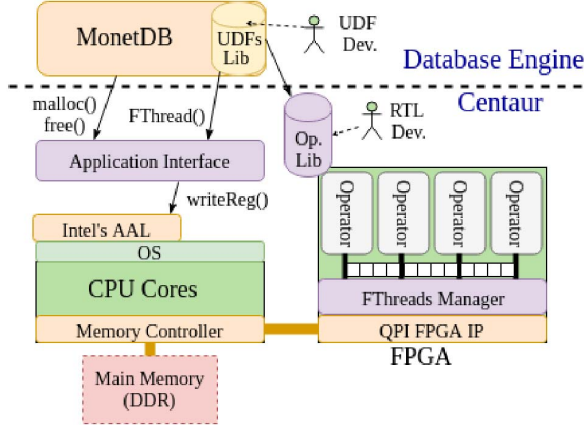 MonetDB
UDFs
Lib
UDF
Dev.
Database Engine
Centaur
malloc()
free()
FThread()
Op.
Lib
RTL
Dev.
Application Interface
writeReg()
Operator
Operator
Operator
Operator
Intel's AAL
OS
CPU Cores
FThreads Manager
Memory Controller
QPI FPGA IP
FPGA
Main Memory
(DDR)